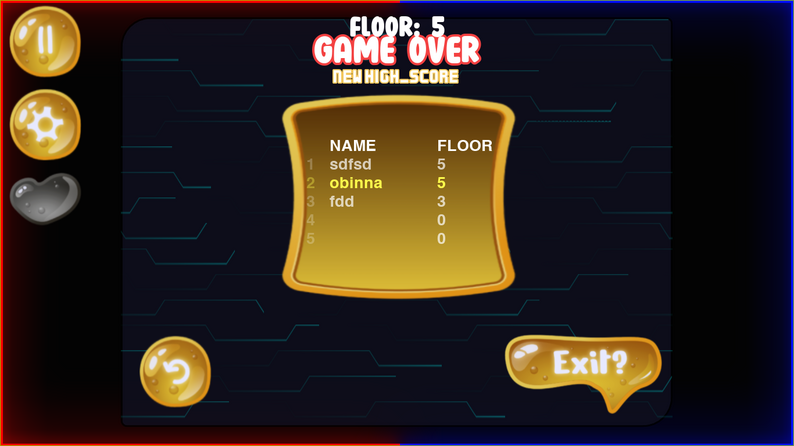 FLOOR: 5
GAME OVER
NEW HIGH_SCORE
NAME FLOOR
1 sdfsd 5
2 obinna 5
3 fdd 3
4 0
5 0
Exit?